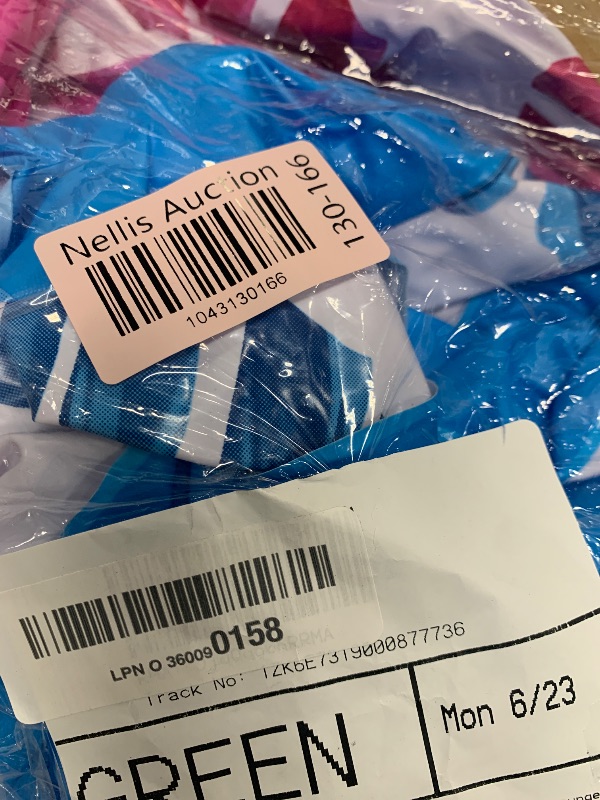 Nellis Auction
130-166
1043130166
LPN O 360090158
Track No: 1ZK6E7319000877736
GREEN
Mon 6/23